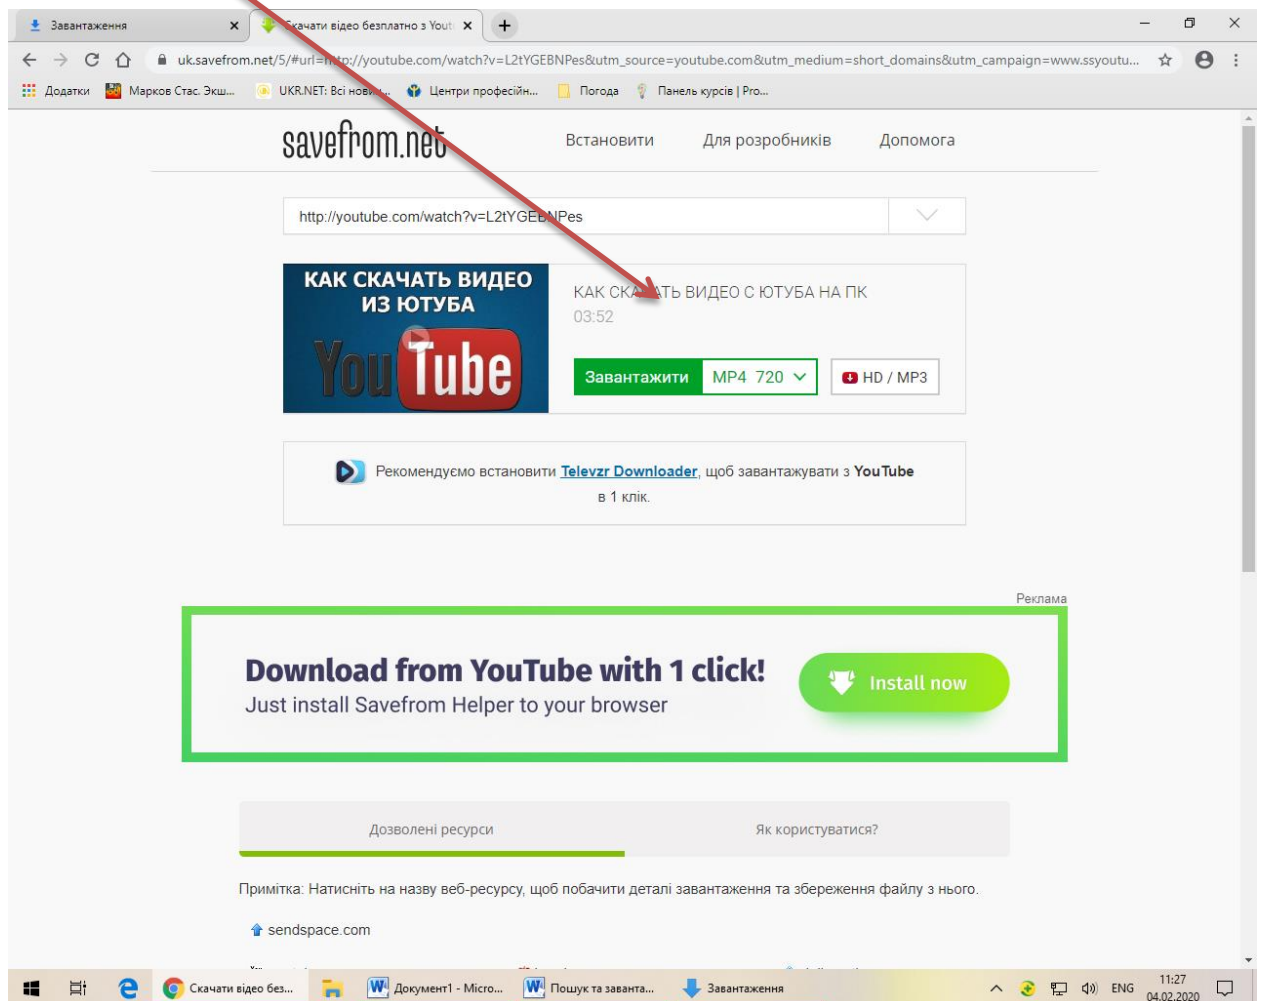 Завантаження
Скачати відео безплатно з Yout
uk.savefrom.net/5/#url=http://youtube.com/watch?v=L2tYGEBNPes&utm_source=youtube.com&utm_medium=short_domains&utm_campaign=www.ssyoutu...
Додатки Марков Стас. Экш... UKR.NET: Всі новин... Центри професійн... Погода Панель курсів | Pro...
savefrom.net Встановити Для розробників Допомога
http://youtube.com/watch?v=L2tYGEBNPes
КАК СКАЧАТЬ ВИДЕО
ИЗ ЮТУБА
YouTube
КАК СКАЧАТЬ ВИДЕО С ЮТУБА НА ПК
03:52
Завантажити MP4 720 HD / MP3
Рекомендуємо встановити Televzr Downloader, щоб завантажувати з YouTube
в 1 клік.
Реклама
Download from YouTube with 1 click!
Just install Savefrom Helper to your browser
Install now
Дозволені ресурси Як користуватися?
Примітка: Натисніть на назву веб-ресурсу, щоб побачити деталі завантаження та збереження файлу з нього.
sendspace.com
Скачати відео без... Документ1 - Micro... Пошук та заванта... Завантаження ENG 11:27
04.02.2020